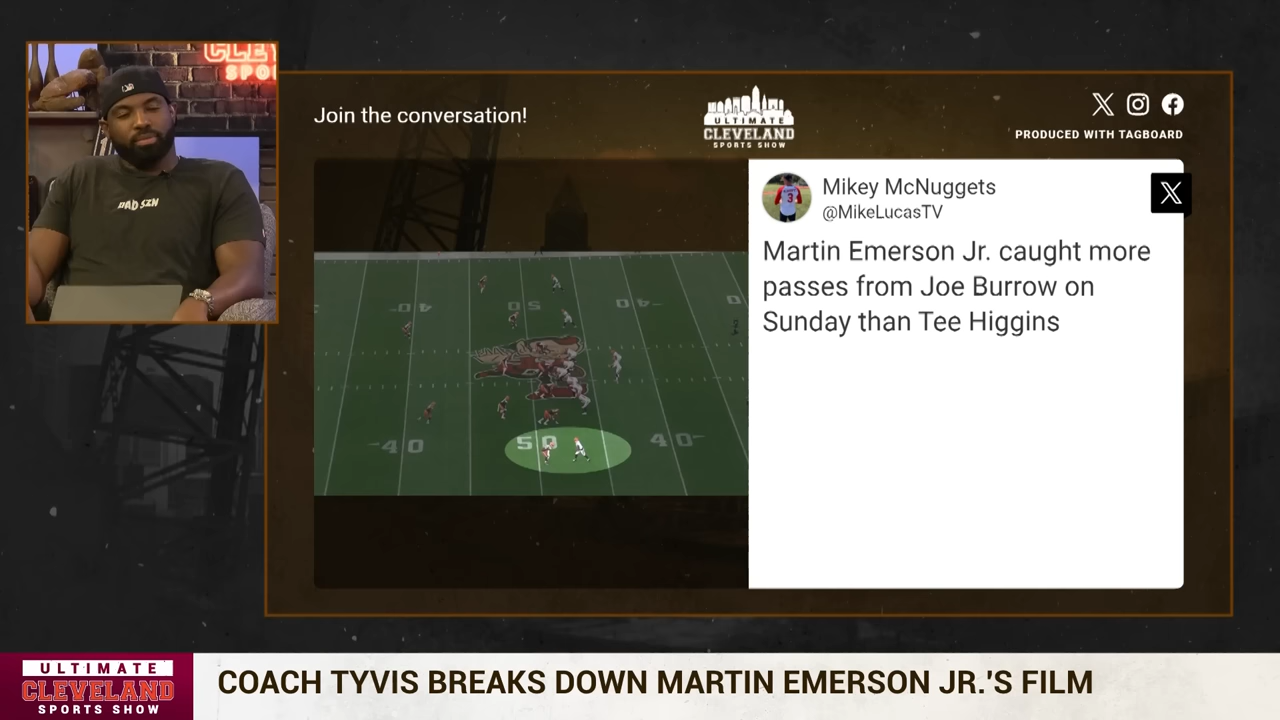 CLEV
SPO
DAD SZN
Join the conversation!
ULTIMATE
CLEVELAND
SPORTS SHOW
PRODUCED WITH TAGBOARD
Mikey McNuggets
@MikeLucasTV
Martin Emerson Jr. caught more
passes from Joe Burrow on
Sunday than Tee Higgins
3
40
50
40
40
50
40
ULTIMATE
CLEVELAND
SPORTS SHOW
COACH TYVIS BREAKS DOWN MARTIN EMERSON JR.'S FILM